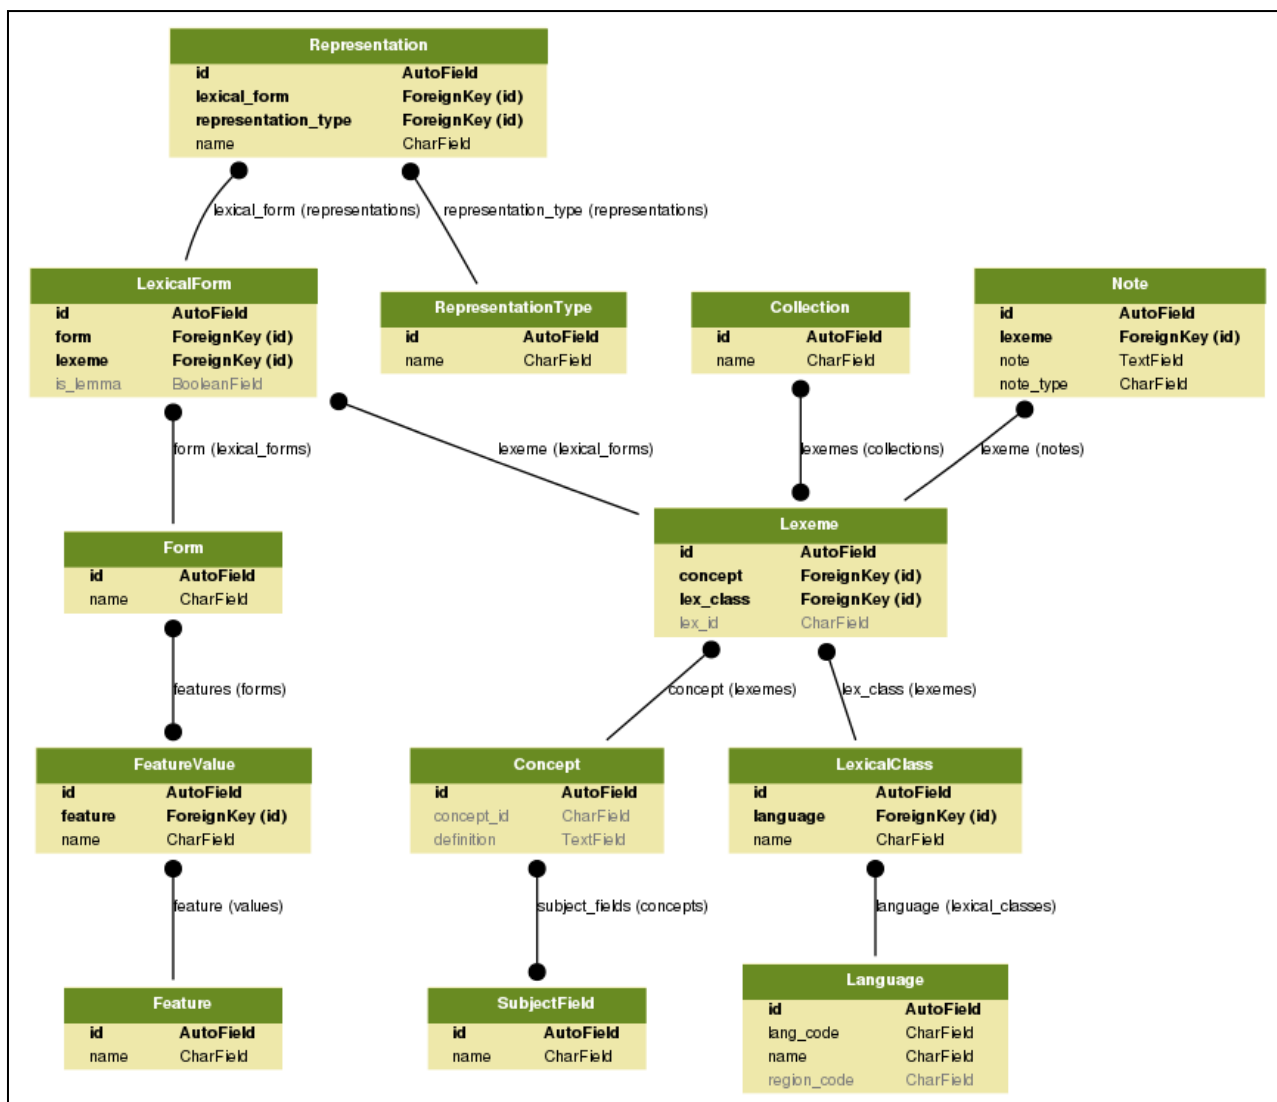 Representation
id AutoField
lexical_form ForeignKey (id)
representation_type ForeignKey (id)
name CharField
lexical_form (representations)
representation_type (representations)
LexicalForm
id AutoField
form ForeignKey (id)
lexeme ForeignKey (id)
is_lemma BooleanField
RepresentationType
id AutoField
name CharField
Collection
id AutoField
name CharField
Note
id AutoField
lexeme ForeignKey (id)
note TextField
note_type CharField
form (lexical_forms)
lexeme (lexical_forms)
lexemes (collections)
lexeme (notes)
Form
id AutoField
name CharField
Lexeme
id AutoField
concept ForeignKey (id)
lex_class ForeignKey (id)
lex_id CharField
features (forms)
concept (lexemes)
lex_class (lexemes)
FeatureValue
id AutoField
feature ForeignKey (id)
name CharField
Concept
id AutoField
concept_id CharField
definition TextField
LexicalClass
id AutoField
language ForeignKey (id)
name CharField
feature (values)
subject_fields (concepts)
language (lexical_classes)
Feature
id AutoField
name CharField
SubjectField
id AutoField
name CharField
Language
id AutoField
lang_code CharField
name CharField
region_code CharField